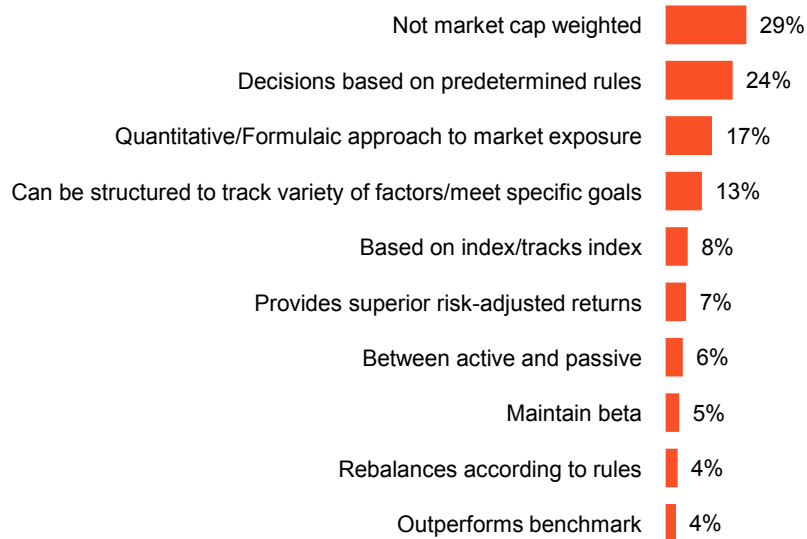 Not market cap weighted 29%
Decisions based on predetermined rules 24%
Quantitative/Formulaic approach to market exposure 17%
Can be structured to track variety of factors/meet specific goals 13%
Based on index/tracks index 8%
Provides superior risk-adjusted returns 7%
Between active and passive 6%
Maintain beta 5%
Rebalances according to rules 4%
Outperforms benchmark 4%